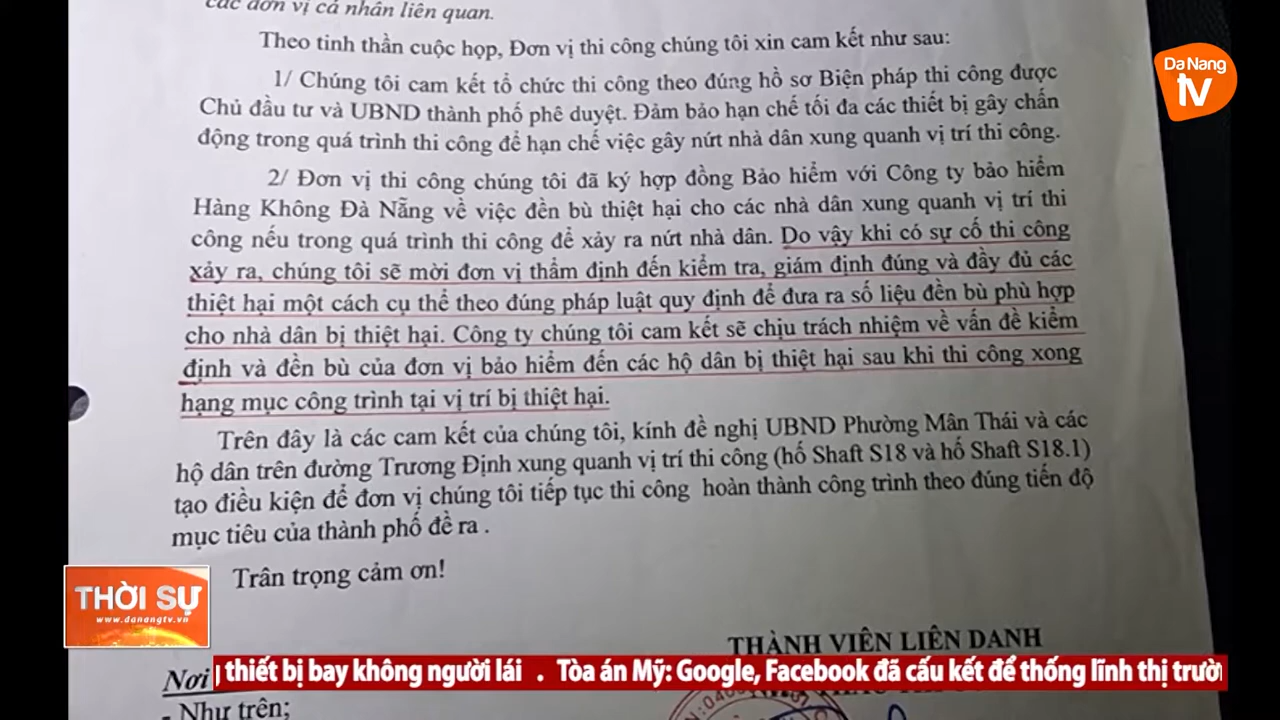 các đơn vị cá nhân liên quan.
Theo tinh thần cuộc họp, Đơn vị thi công chúng tôi xin cam kết như sau:
1/ Chúng tôi cam kết tổ chức thi công theo đúng hồ sơ Biện pháp thi công được
Chủ đầu tư và UBND thành phố phê duyệt. Đảm bảo hạn chế tối đa các thiết bị gây chấn
động trong quá trình thi công để hạn chế việc gây nứt nhà dân xung quanh vị trí thi công.
2/ Đơn vị thi công chúng tôi đã ký hợp đồng Bảo hiểm với Công ty bảo hiểm
Hàng Không Đà Nẵng về việc đền bù thiệt hại cho các nhà dân xung quanh vị trí thi
công nếu trong quá trình thi công để xảy ra nứt nhà dân. Do vậy khi có sự cố thi công
xảy ra, chúng tôi sẽ mời đơn vị thẩm định đến kiểm tra, giám định đúng và đầy đủ các
thiệt hại một cách cụ thể theo đúng pháp luật quy định để đưa ra số liệu đền bù phù hợp
cho nhà dân bị thiệt hại. Công ty chúng tôi cam kết sẽ chịu trách nhiệm về vấn đề kiểm
định và đền bù của đơn vị bảo hiểm đến các hộ dân bị thiệt hại sau khi thi công xong
hạng mục công trình tại vị trí bị thiệt hại.
Trên đây là các cam kết của chúng tôi, kính đề nghị UBND Phường Mân Thái và các
hộ dân trên đường Trương Định xung quanh vị trí thi công (hố Shaft S18 và hố Shaft S18.1)
tạo điều kiện để đơn vị chúng tôi tiếp tục thi công hoàn thành công trình theo đúng tiến độ
mục tiêu của thành phố đề ra .
Trân trọng cảm ơn!
THÀNH VIÊN LIÊN DANH
Nơi
- Như trên;
Da Nang
tv
THỜI SỰ
www.danangtv.vn
thiết bị bay không người lái . Tòa án Mỹ: Google, Facebook đã cấu kết để thống lĩnh thị trườ